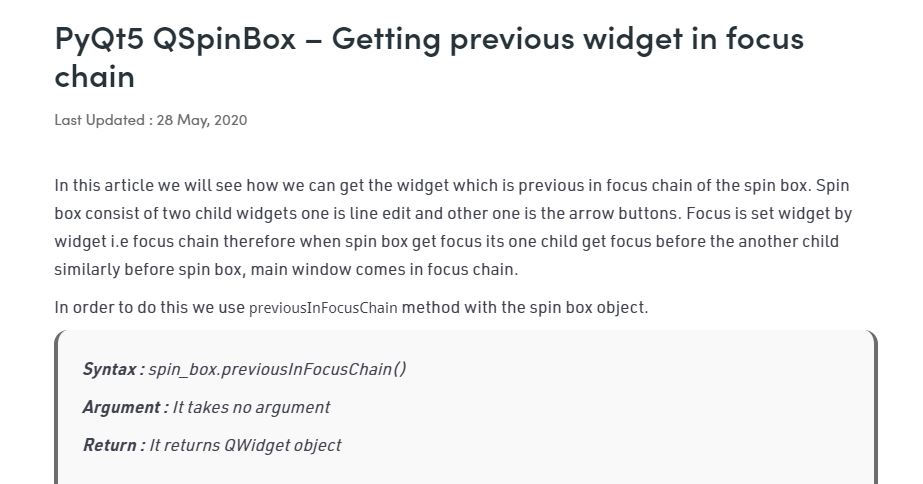 PyQt5 QSpinBox – Getting previous widget in focus
chain
Last Updated : 28 May, 2020
In this article we will see how we can get the widget which is previous in focus chain of the spin box. Spin
box consist of two child widgets one is line edit and other one is the arrow buttons. Focus is set widget by
widget i.e focus chain therefore when spin box get focus its one child get focus before the another child
similarly before spin box, main window comes in focus chain.
In order to do this we use previousInFocusChain method with the spin box object.
Syntax : spin_box.previousInFocusChain()
Argument : It takes no argument
Return : It returns QWidget object